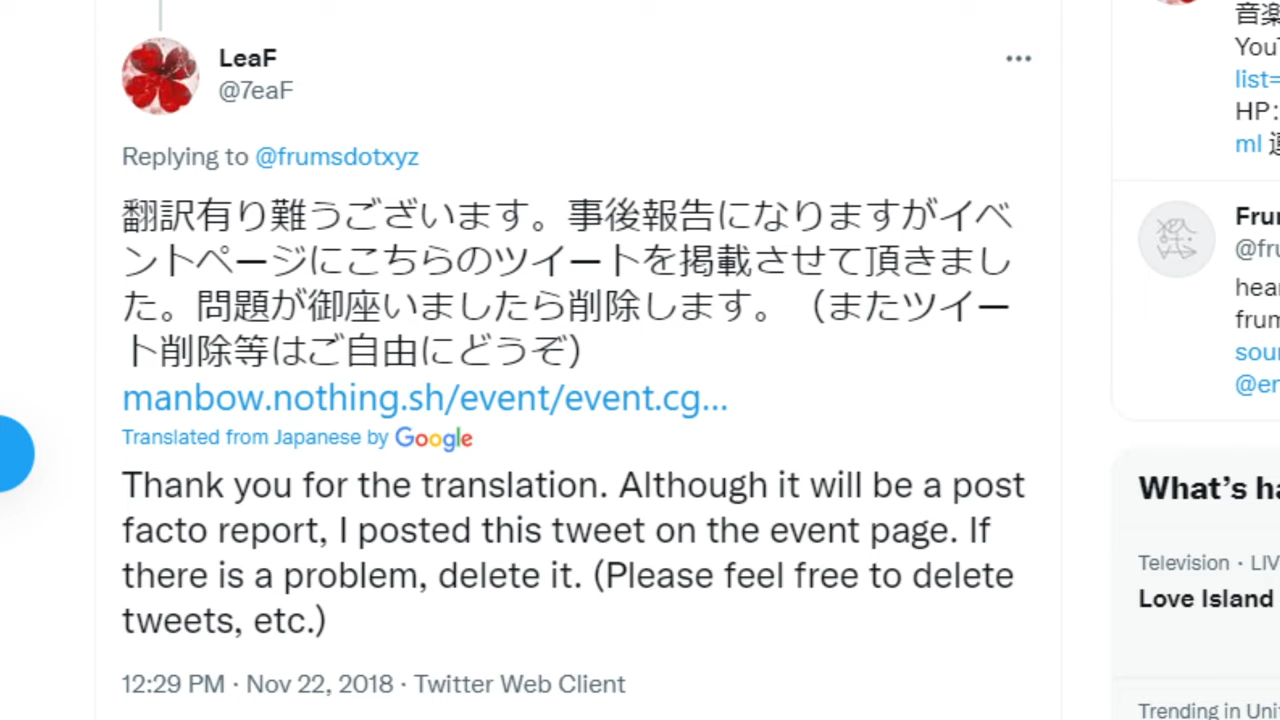 LeaF
@7eaF
Replying to @frumsdotxyz
翻訳有り難うございます。事後報告になりますがイベ
ントページにこちらのツイートを掲載させて頂きまし
た。問題が御座いましたら削除します。（またツイー
ト削除等はご自由にどうぞ）
manbow.nothing.sh/event/event.cg…
Translated from Japanese by Google
Thank you for the translation. Although it will be a post
facto report, I posted this tweet on the event page. If
there is a problem, delete it. (Please feel free to delete
tweets, etc.)
12:29 PM · Nov 22, 2018 · Twitter Web Client
音楽
YouT
list=
HP:
ml
Frum
@fru
hear
frum
sour
@er
What's ha
Television · LIV
Love Island
Trending in Unit